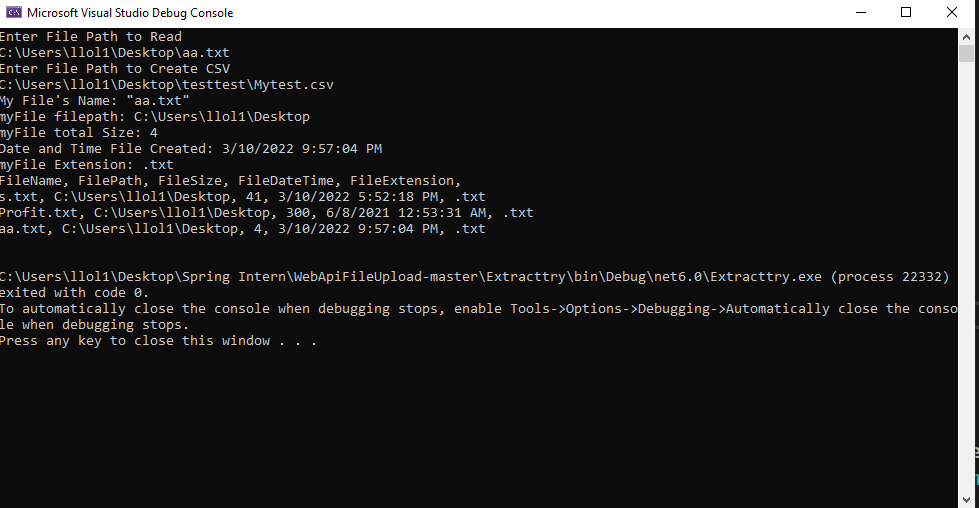 Microsoft Visual Studio Debug Console
Enter File Path to Read
C:\Users\llol1\Desktop\aa.txt
Enter File Path to Create CSV
C:\Users\llol1\Desktop\testtest\Mytest.csv
My File's Name: "aa.txt"
myFile filepath: C:\Users\llol1\Desktop
myFile total Size: 4
Date and Time File Created: 3/10/2022 9:57:04 PM
myFile Extension: .txt
FileName, FilePath, FileSize, FileDateTime, FileExtension,
s.txt, C:\Users\llol1\Desktop, 41, 3/10/2022 5:52:18 PM, .txt
Profit.txt, C:\Users\llol1\Desktop, 300, 6/8/2021 12:53:31 AM, .txt
aa.txt, C:\Users\llol1\Desktop, 4, 3/10/2022 9:57:04 PM, .txt
C:\Users\llol1\Desktop\Spring Intern\WebApiFileUpload-master\Extracttry\bin\Debug\net6.0\Extracttry.exe (process 22332)
exited with code 0.
To automatically close the console when debugging stops, enable Tools->Options->Debugging->Automatically close the conso
le when debugging stops.
Press any key to close this window . . .